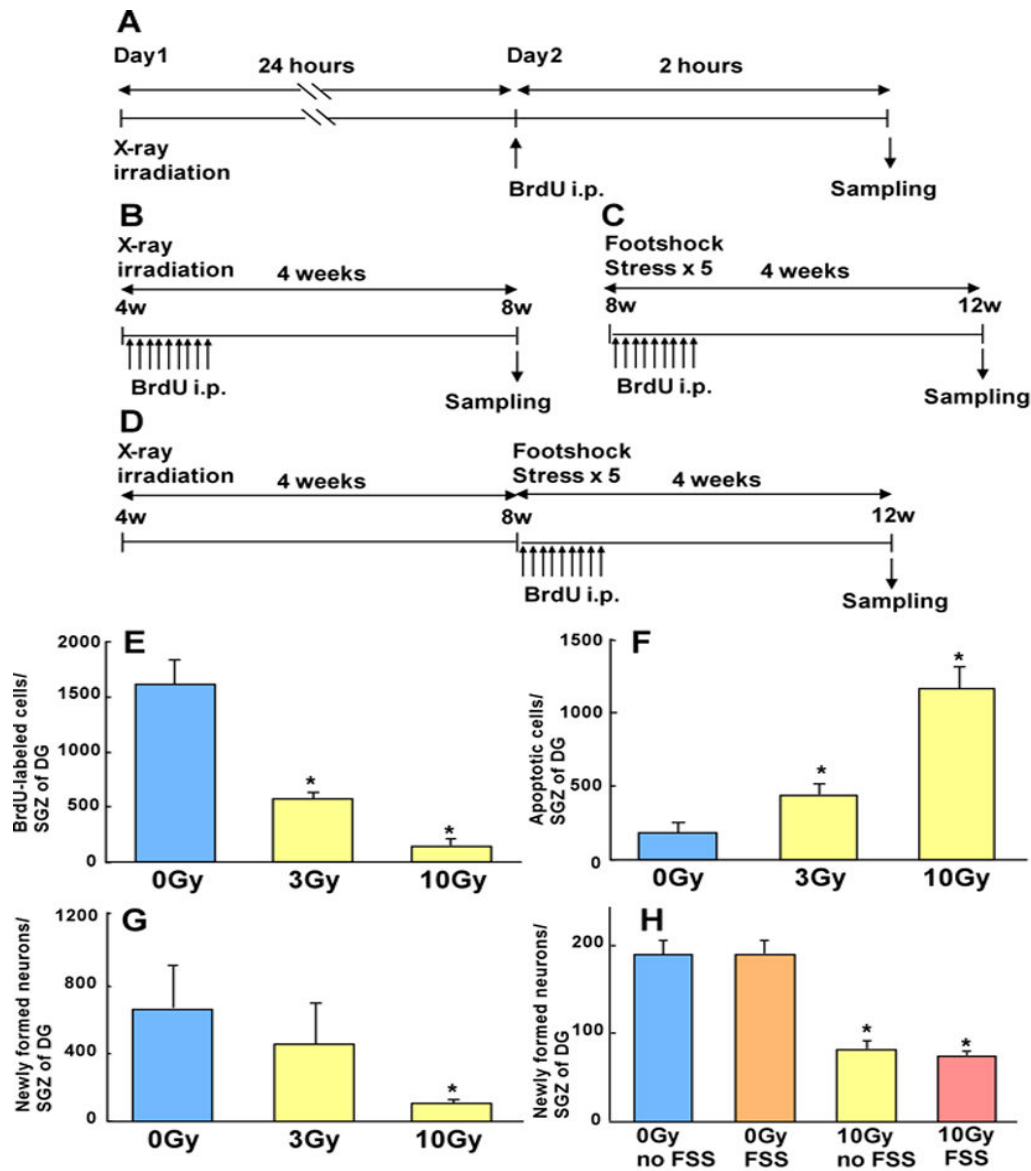 A
Day1
Day2
24 hours
2 hours
X-ray
irradiation
BrdU i.p.
Sampling
B
X-ray
irradiation
4 weeks
4w
8w
BrdU i.p.
Sampling
C
Footshock
Stress x 5
4 weeks
8w
12w
BrdU i.p.
Sampling
D
X-ray
irradiation
Footshock
Stress x 5
4 weeks
4 weeks
4w
8w
12w
BrdU i.p.
Sampling
E
BrdU-labeled cells/
SGZ of DG
2000
1500
1000
500
0
*
*
0Gy
3Gy
10Gy
F
Apoptotic cells/
SGZ of DG
1500
1000
500
0
*
*
0Gy
3Gy
10Gy
G
Newly formed neurons/
SGZ of DG
1200
800
400
0
*
0Gy
3Gy
10Gy
H
Newly formed neurons/
SGZ of DG
200
100
0
*
*
0Gy
no FSS
0Gy
FSS
10Gy
no FSS
10Gy
FSS